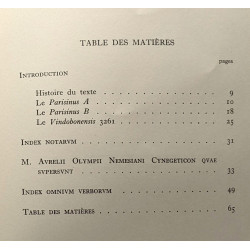 TABLE DES MATIÈRES
pages
INTRODUCTION
Histoire du texte 9
Le Parisinus A 10
Le Parisinus B 18
Le Vindobonensis 3261 25
INDEX NOTARVM 31
M. AVRELII OLYMPII NEMESIANI CYNEGETICON QVAE
SVPERSVNT 33
INDEX OMNIVM VERBORVM 49
TABLE DES MATIÈRES 65